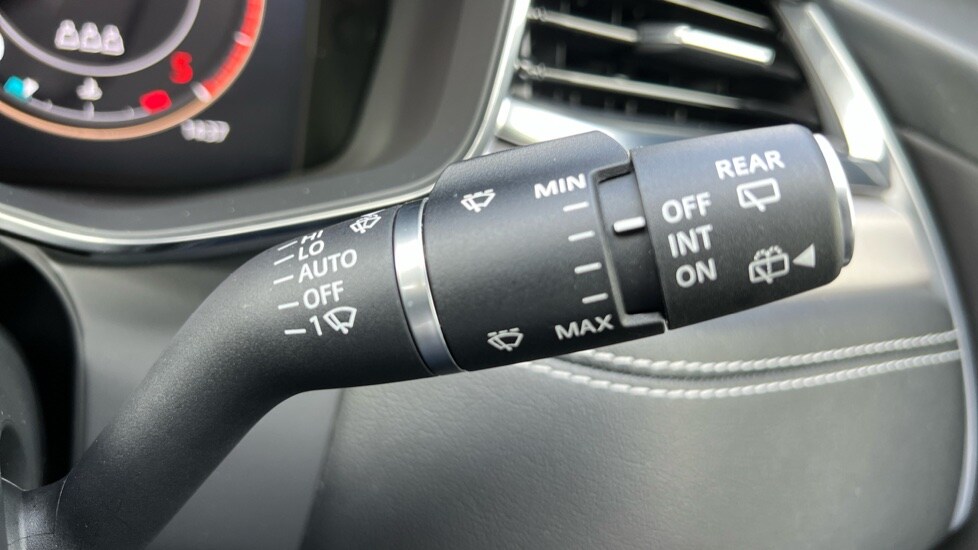 HI
LO
AUTO
OFF
1
MIN
MAX
REAR
OFF
INT
ON